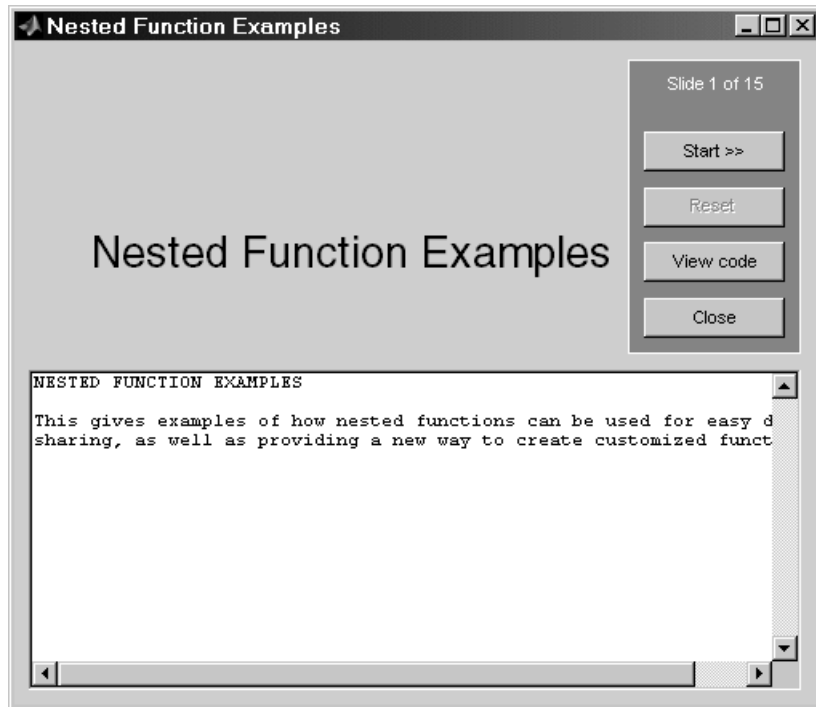 Nested Function Examples
Slide 1 of 15
Start >>
Reset
View code
Close
Nested Function Examples
NESTED FUNCTION EXAMPLES
This gives examples of how nested functions can be used for easy d
sharing, as well as providing a new way to create customized funct